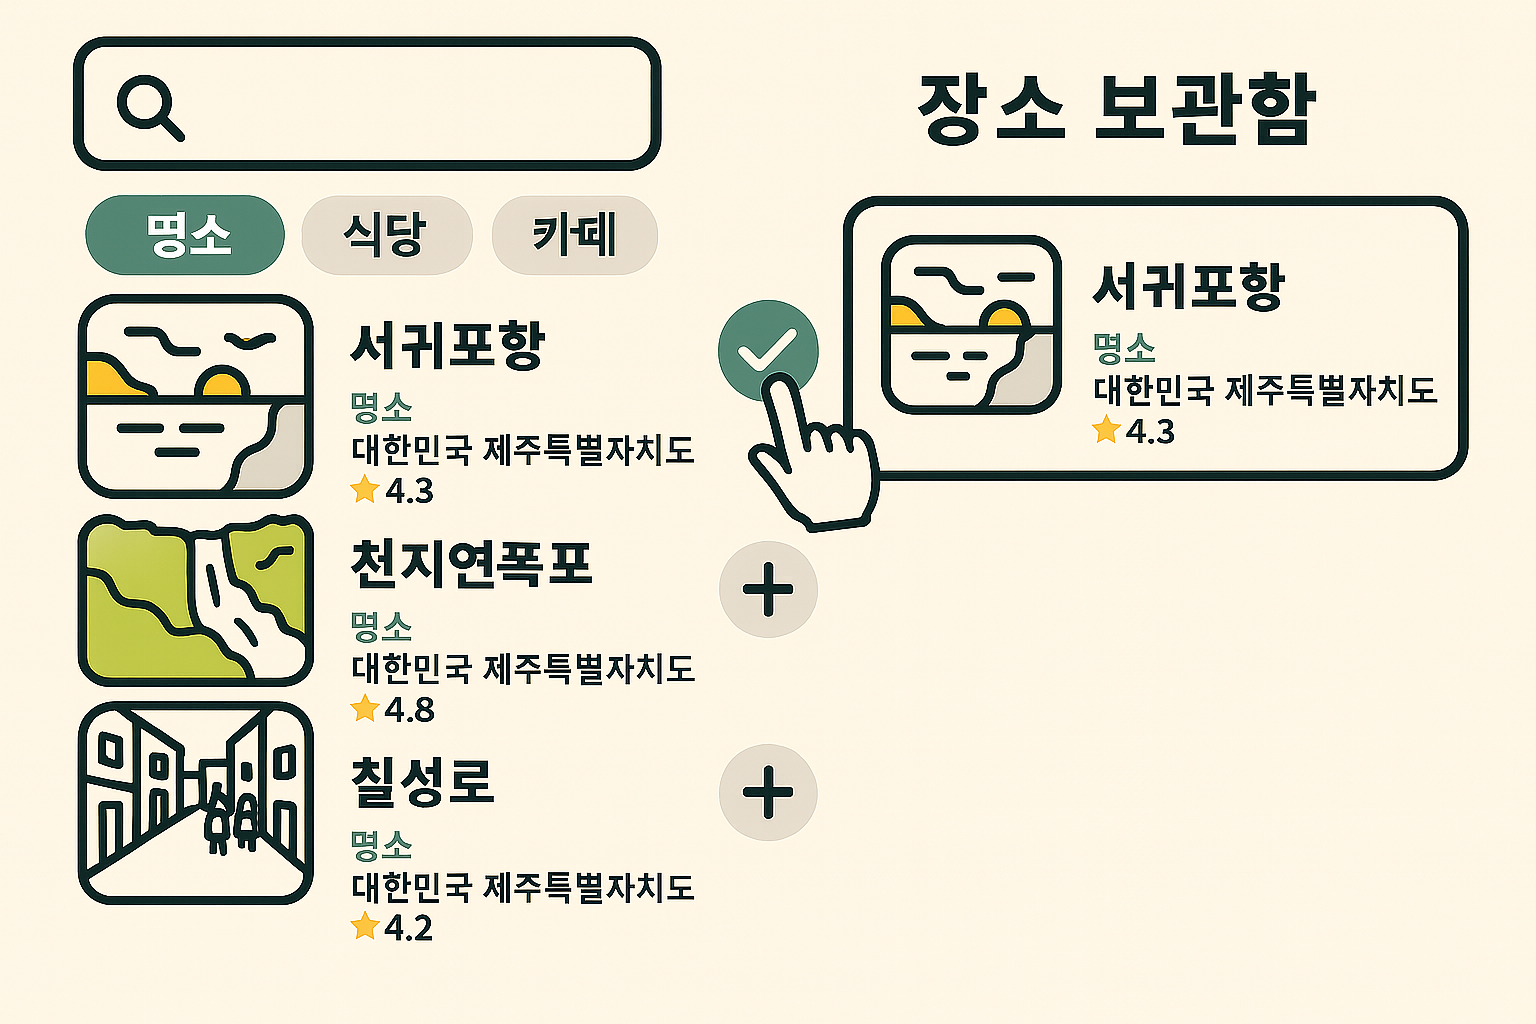 장소 보관함
명소 식당 카페
서귀포항
명소
대한민국 제주특별자치도
4.3
천지연폭포
명소
대한민국 제주특별자치도
4.8
칠성로
명소
대한민국 제주특별자치도
4.2
서귀포항
명소
대한민국 제주특별자치도
4.3